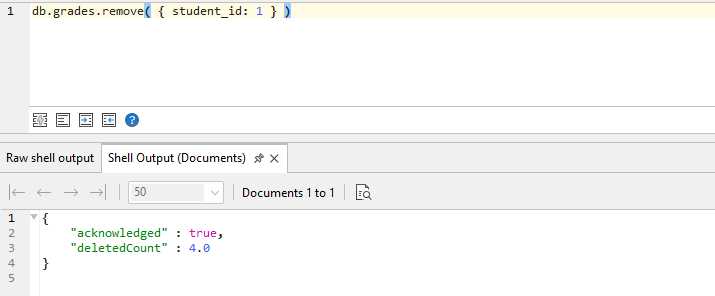 1 db.grades.remove( { student_id: 1 } )
?
Raw shell output Shell Output (Documents)
50 Documents 1 to 1
1 {
2 "acknowledged" : true,
3 "deletedCount" : 4.0
4 }
5